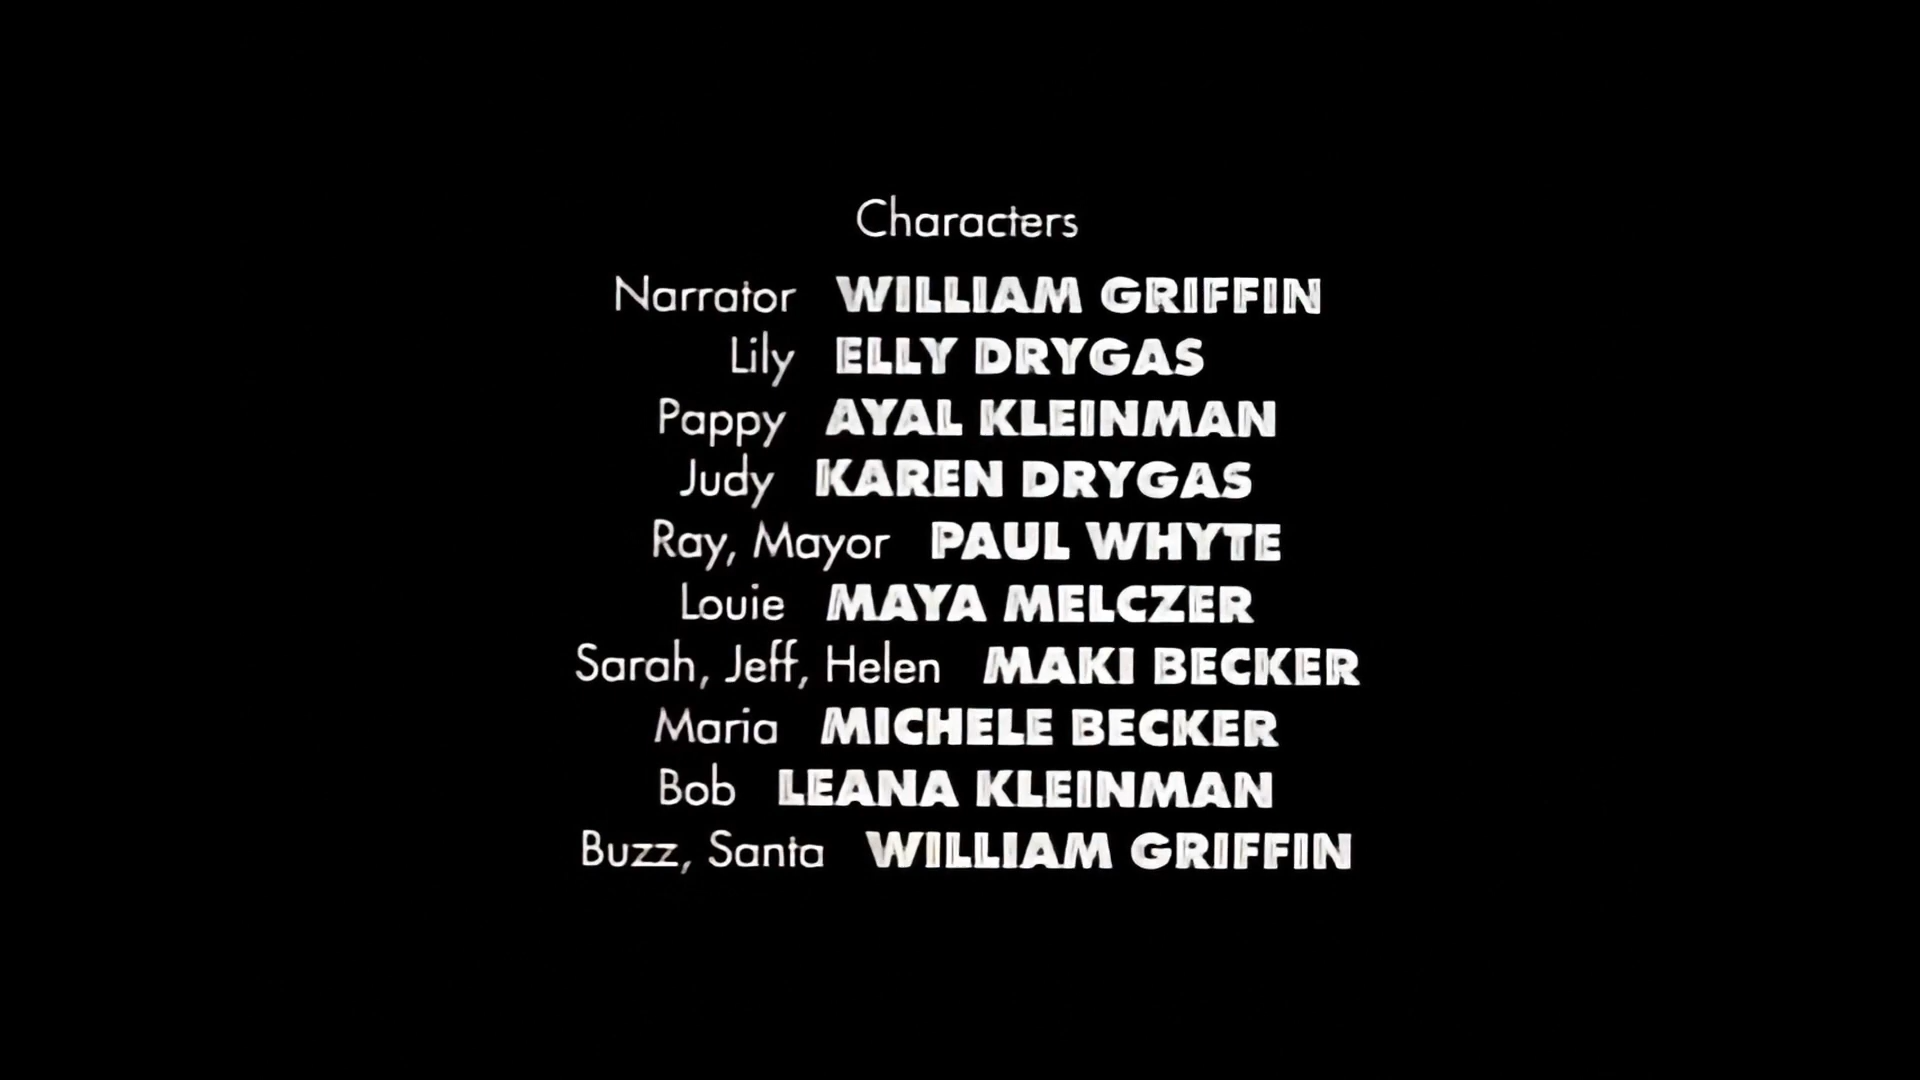 Characters
Narrator WILLIAM GRIFFIN
Lily ELLY DRYGAS
Pappy AYAL KLEINMAN
Judy KAREN DRYGAS
Ray, Mayor PAUL WHYTE
Louie MAYA MELCZER
Sarah, Jeff, Helen MAKI BECKER
Maria MICHELE BECKER
Bob LEANA KLEINMAN
Buzz, Santa WILLIAM GRIFFIN